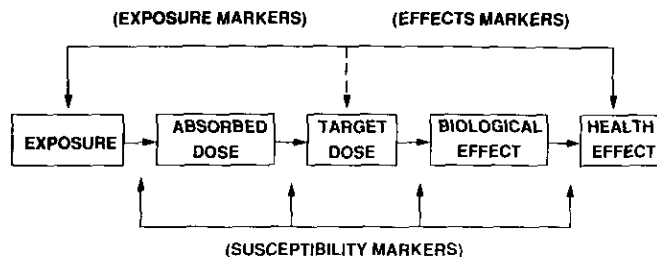 (EXPOSURE MARKERS) (EFFECTS MARKERS)
EXPOSURE
ABSORBED
DOSE
TARGET
DOSE
BIOLOGICAL
EFFECT
HEALTH
EFFECT
(SUSCEPTIBILITY MARKERS)